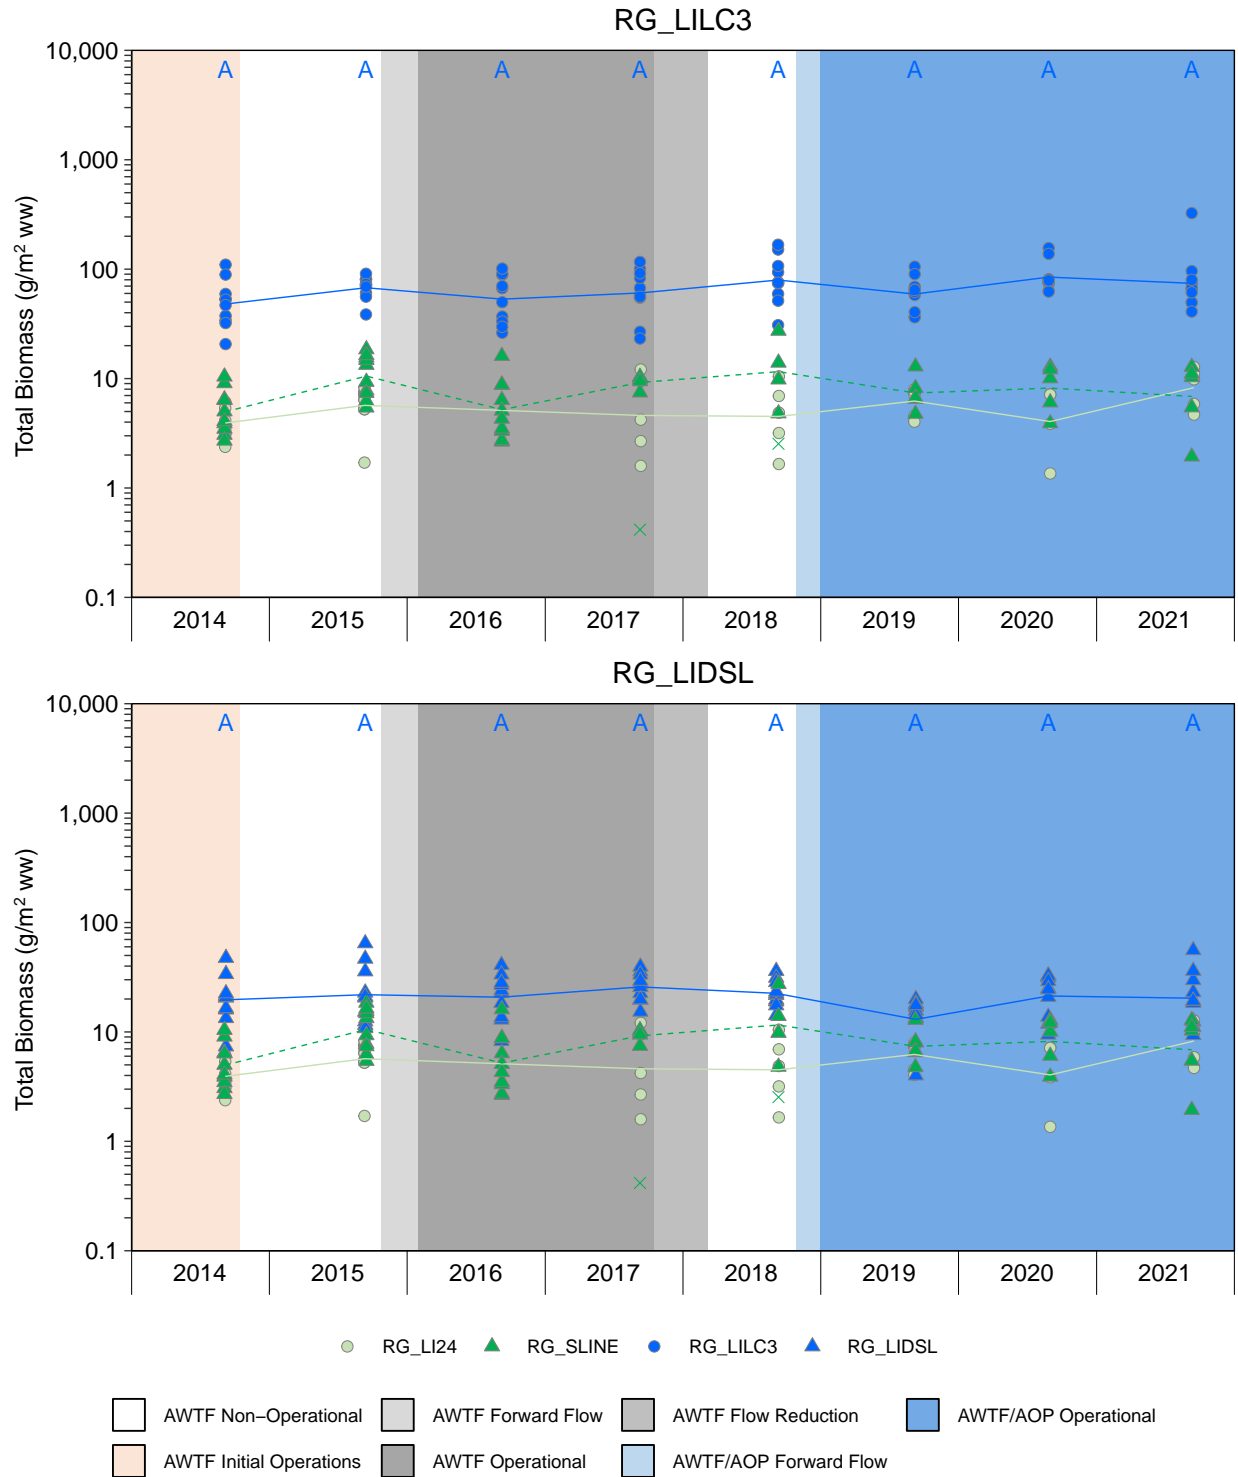 RG_LILC3
10,000
A A A A A A A A
1,000
100
10
1
0.1
Total Biomass (g/m² ww)
2014 2015 2016 2017 2018 2019 2020 2021
RG_LIDSL
10,000
A A A A A A A A
1,000
100
10
1
0.1
Total Biomass (g/m² ww)
2014 2015 2016 2017 2018 2019 2020 2021
RG_LI24 RG_SLINE RG_LILC3 RG_LIDSL
AWTF Non−Operational AWTF Forward Flow AWTF Flow Reduction AWTF/AOP Operational
AWTF Initial Operations AWTF Operational AWTF/AOP Forward Flow